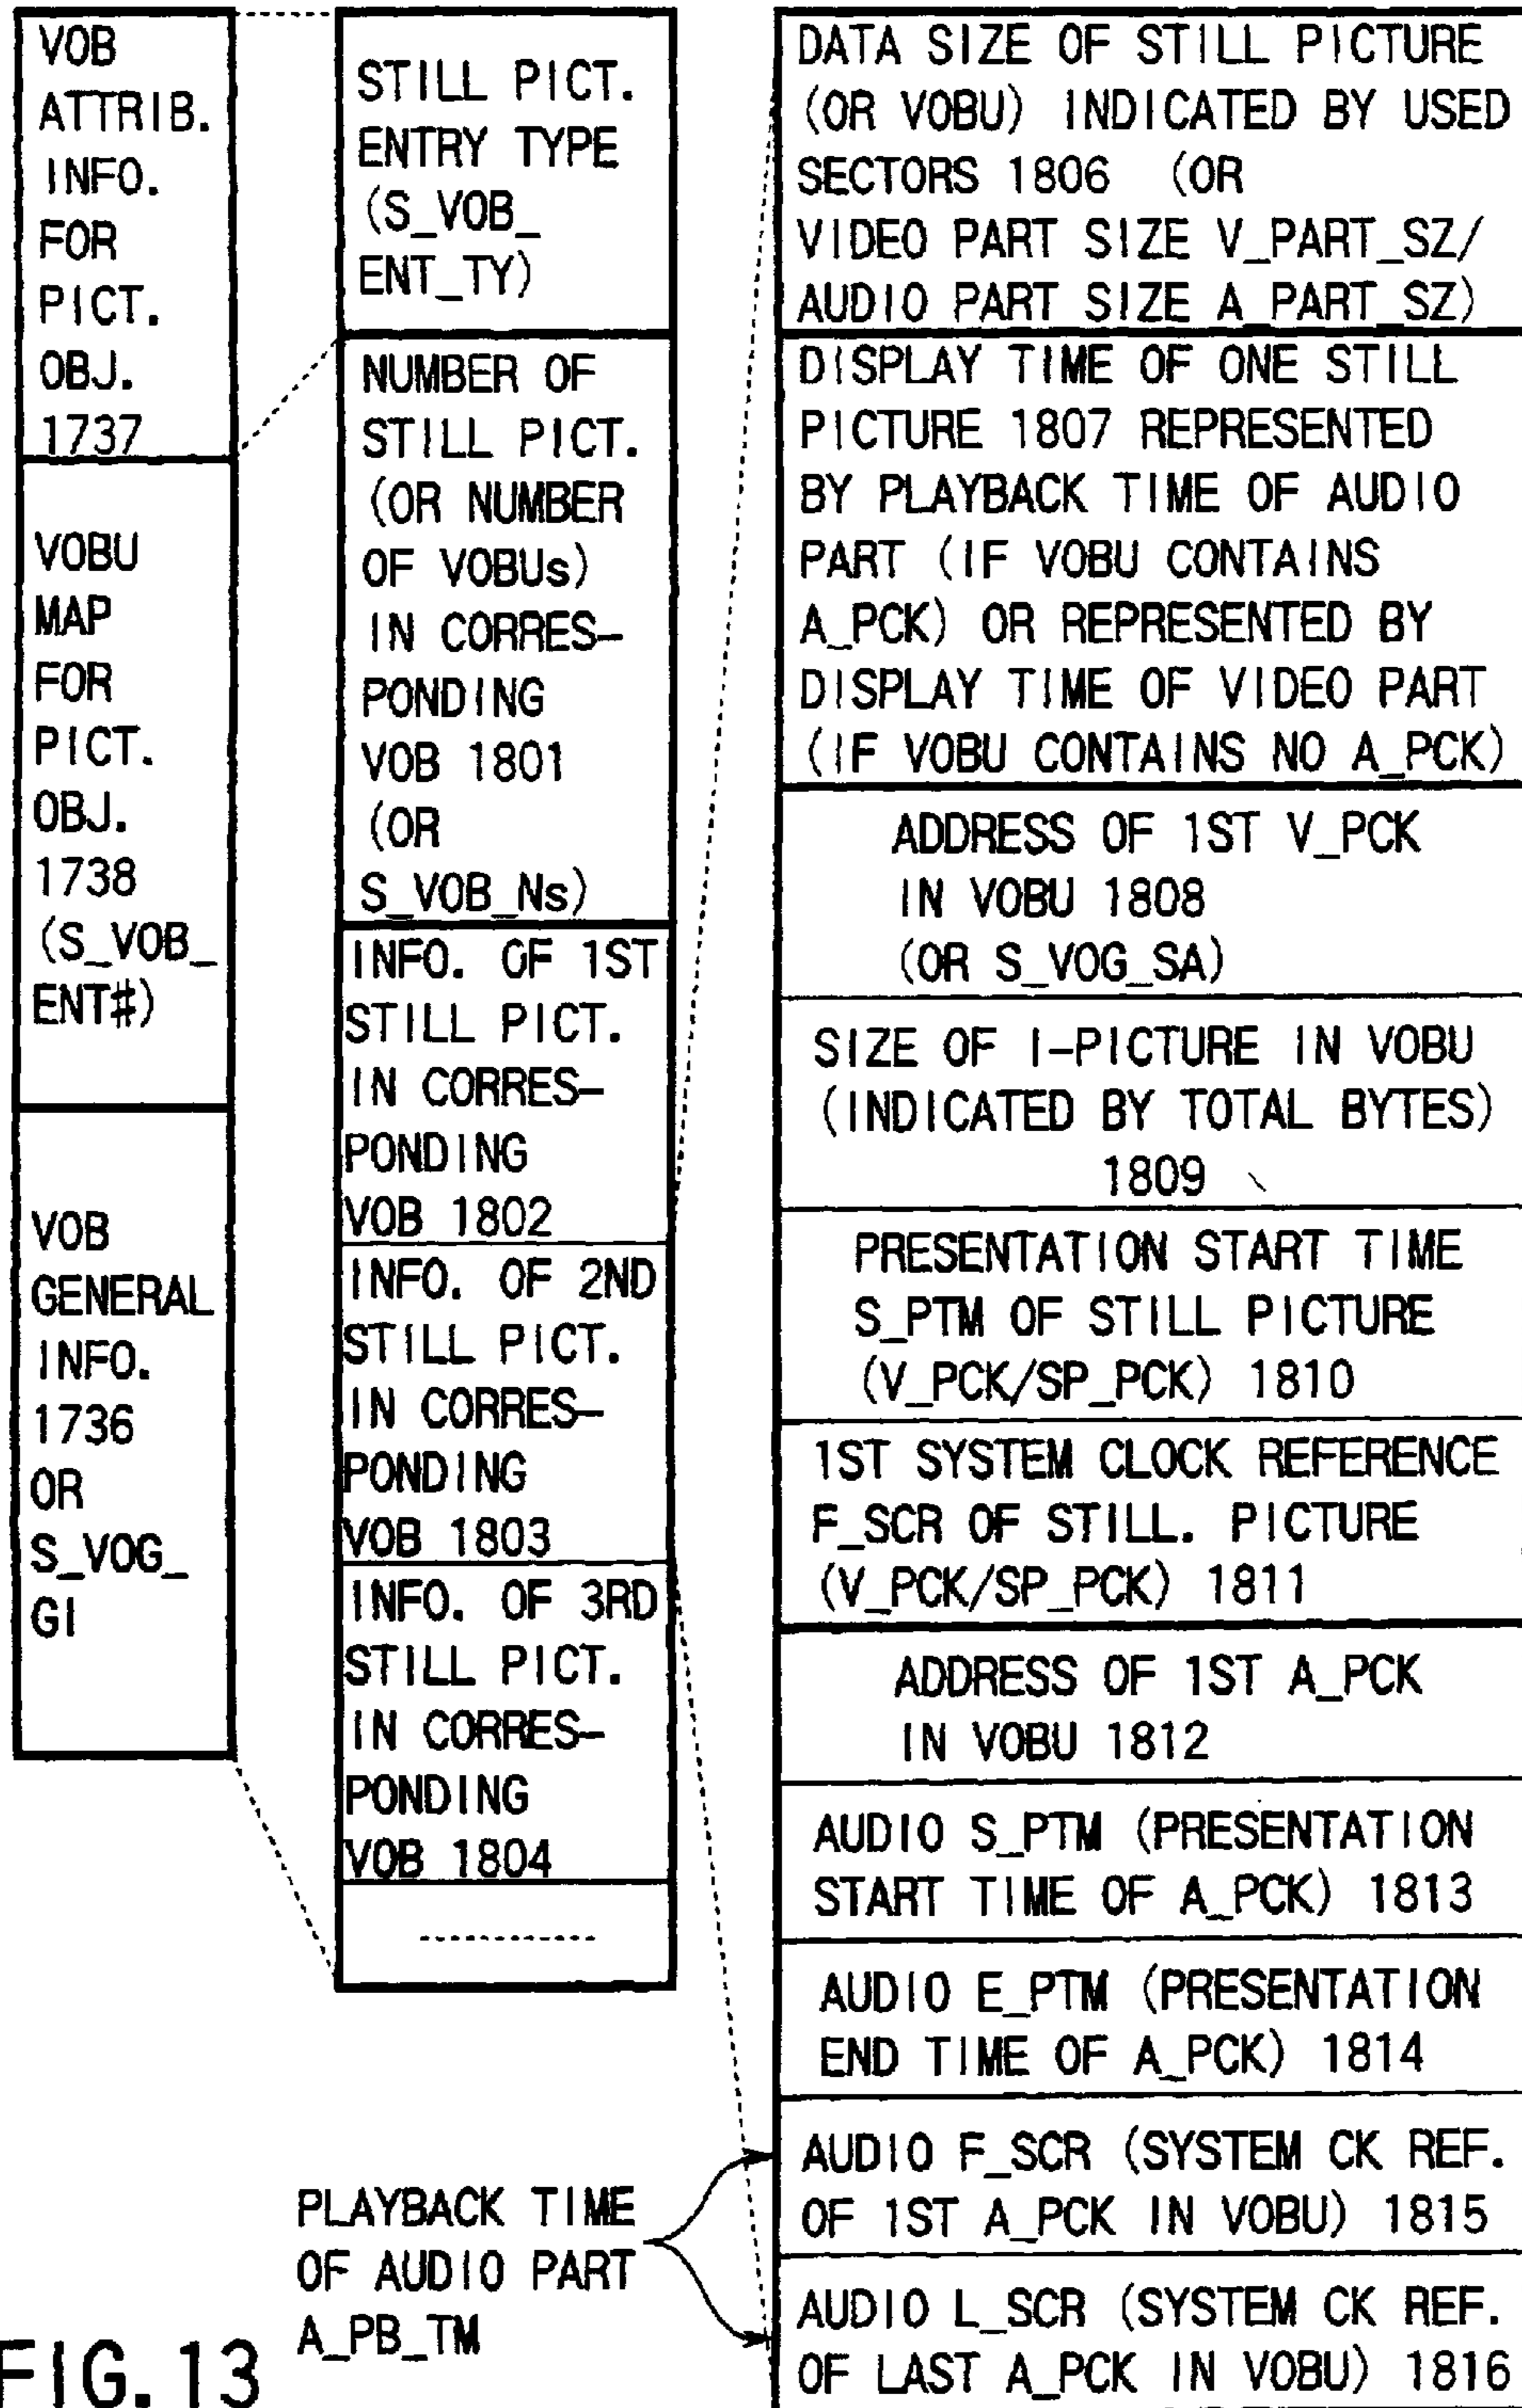 VOB
ATTRIB.
INFO.
FOR
PICT.
OBJ.
1737
VOBU
MAP
FOR
PICT.
OBJ.
1738
(S_VOB_
ENT#)
VOB
GENERAL
INFO.
1736
OR
S_VOG_
GI
STILL PICT.
ENTRY TYPE
(S_VOB_
ENT_TY)
NUMBER OF
STILL PICT.
(OR NUMBER
OF VOBUs)
IN CORRES-
PONDING
VOB 1801
(OR
S_VOB_Ns)
INFO. OF 1ST
STILL PICT.
IN CORRES-
PONDING
VOB 1802
INFO. OF 2ND
STILL PICT.
IN CORRES-
PONDING
VOB 1803
INFO. OF 3RD
STILL PICT.
IN CORRES-
PONDING
VOB 1804
DATA SIZE OF STILL PICTURE
(OR VOBU) INDICATED BY USED
SECTORS 1806 (OR
VIDEO PART SIZE V_PART_SZ/
AUDIO PART SIZE A_PART_SZ)
DISPLAY TIME OF ONE STILL
PICTURE 1807 REPRESENTED
BY PLAYBACK TIME OF AUDIO
PART (IF VOBU CONTAINS
A_PCK) OR REPRESENTED BY
DISPLAY TIME OF VIDEO PART
(IF VOBU CONTAINS NO A_PCK)
ADDRESS OF 1ST V_PCK
IN VOBU 1808
(OR S_VOG_SA)
SIZE OF I-PICTURE IN VOBU
(INDICATED BY TOTAL BYTES)
1809
PRESENTATION START TIME
S_PTM OF STILL PICTURE
(V_PCK/SP_PCK) 1810
1ST SYSTEM CLOCK REFERENCE
F_SCR OF STILL. PICTURE
(V_PCK/SP_PCK) 1811
ADDRESS OF 1ST A_PCK
IN VOBU 1812
AUDIO S_PTM (PRESENTATION
START TIME OF A_PCK) 1813
AUDIO E_PTM (PRESENTATION
END TIME OF A_PCK) 1814
AUDIO F_SCR (SYSTEM CK REF.
OF 1ST A_PCK IN VOBU) 1815
AUDIO L_SCR (SYSTEM CK REF.
OF LAST A_PCK IN VOBU) 1816
PLAYBACK TIME
OF AUDIO PART
A_PB_TM
FIG. 13